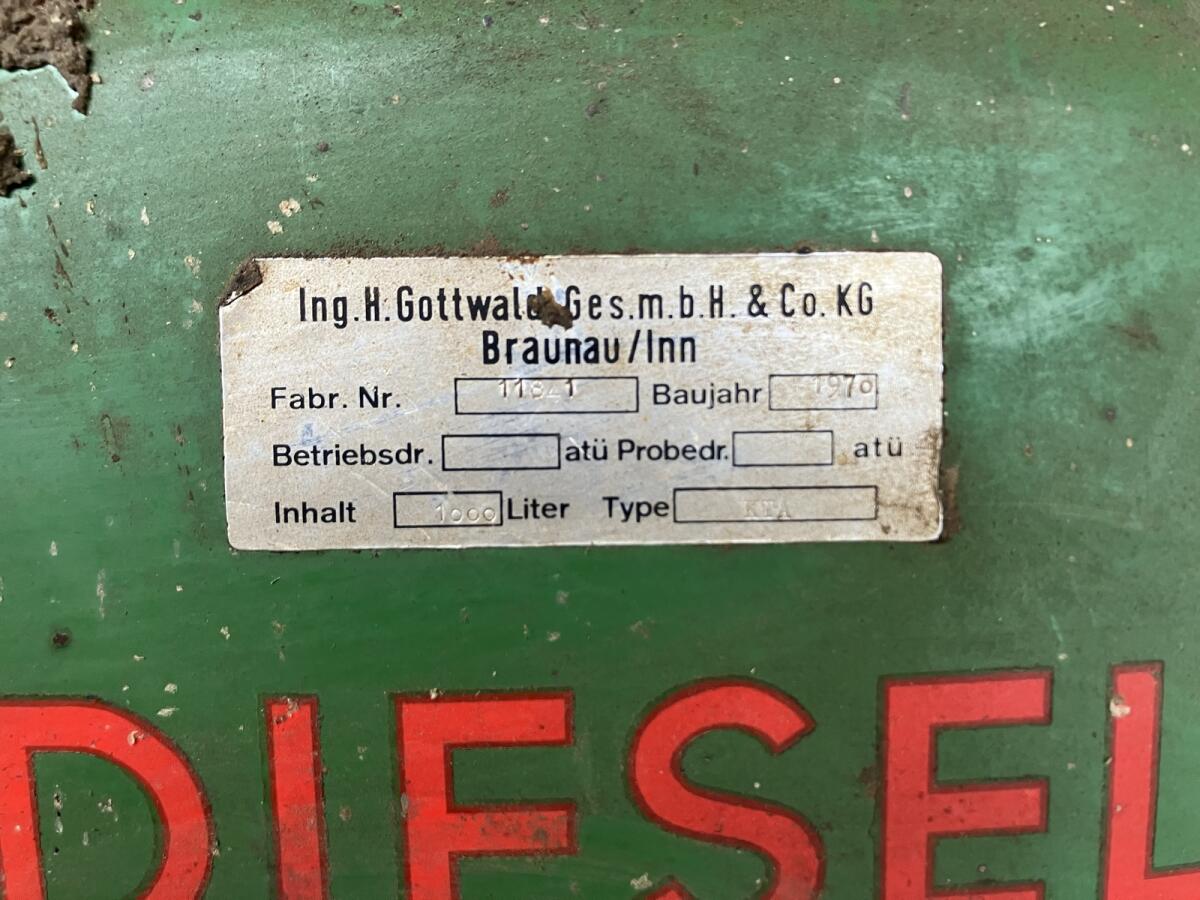 Ing.H.Gottwald Ges.m.b.H. & Co. KG
Braunau/Inn
Fabr. Nr. Baujahr 1970
Betriebsdr. atü Probedr. atü
Inhalt 1000 Liter Type
DIESEL